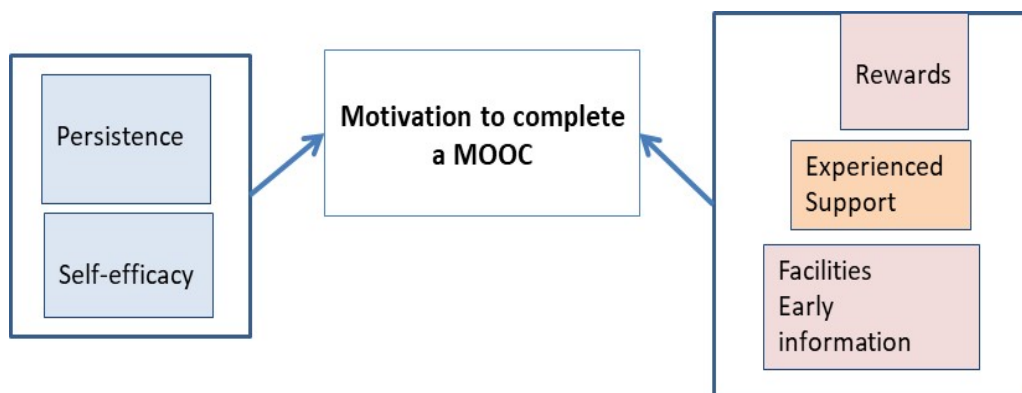 Persistence
Self-efficacy
Motivation to complete
a MOOC
Rewards
Experienced
Support
Facilities
Early
information